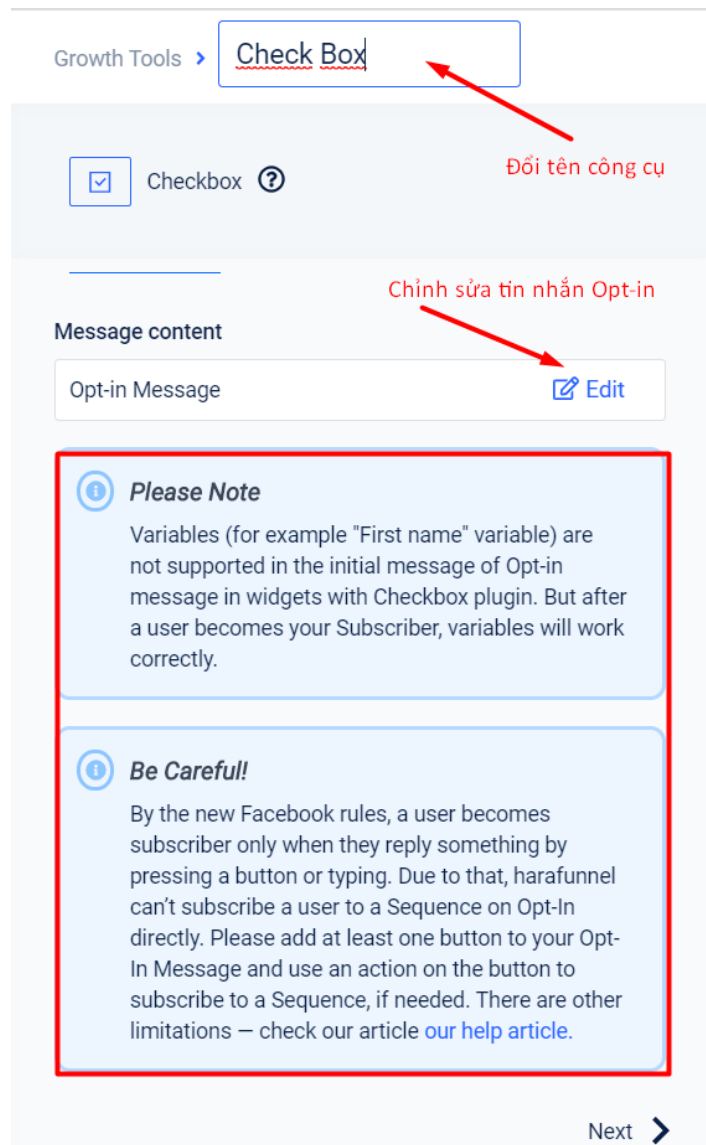 Growth Tools > Check Box
Đổi tên công cụ
Checkbox
Chỉnh sửa tin nhắn Opt-in
Message content
Opt-in Message Edit
Please Note
Variables (for example "First name" variable) are
not supported in the initial message of Opt-in
message in widgets with Checkbox plugin. But after
a user becomes your Subscriber, variables will work
correctly.
Be Careful!
By the new Facebook rules, a user becomes
subscriber only when they reply something by
pressing a button or typing. Due to that, harafunnel
can't subscribe a user to a Sequence on Opt-In
directly. Please add at least one button to your Opt-
In Message and use an action on the button to
subscribe to a Sequence, if needed. There are other
limitations — check our article our help article.
Next